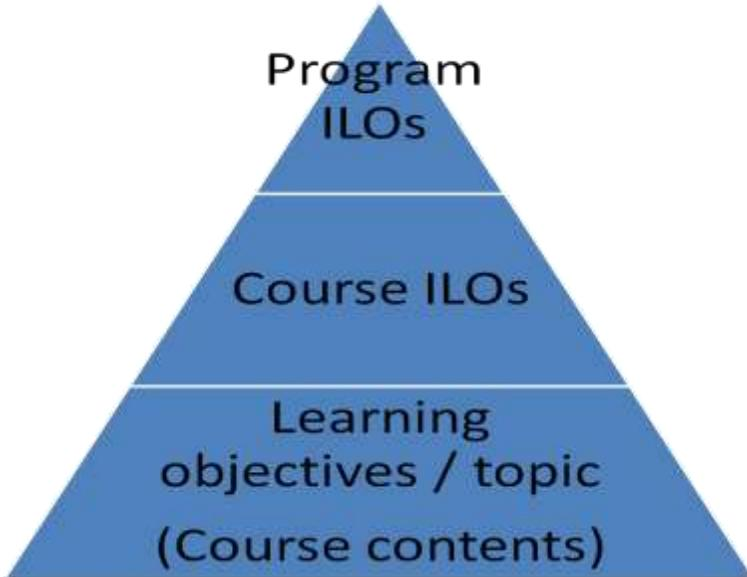 Program
ILOs
Course ILOs
Learning
objectives / topic
(Course contents)